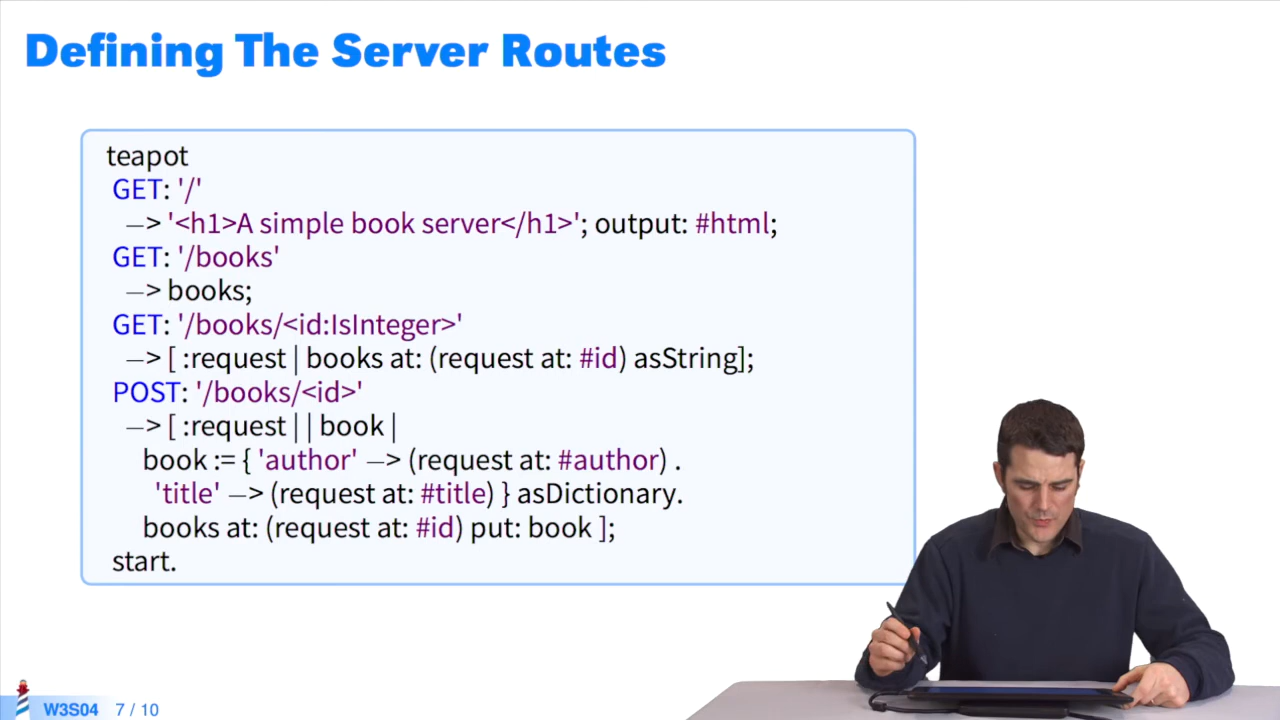 Defining The Server Routes
teapot
GET: '/'
–> '<h1>A simple book server</h1>'; output: #html;
GET: '/books'
–> books;
GET: '/books/<id:IsInteger>'
–> [ :request | books at: (request at: #id) asString];
POST: '/books/<id>'
–> [ :request | | book |
book := { 'author' –> (request at: #author) .
'title' –> (request at: #title) } asDictionary.
books at: (request at: #id) put: book ];
start.
W3S04 7 / 10